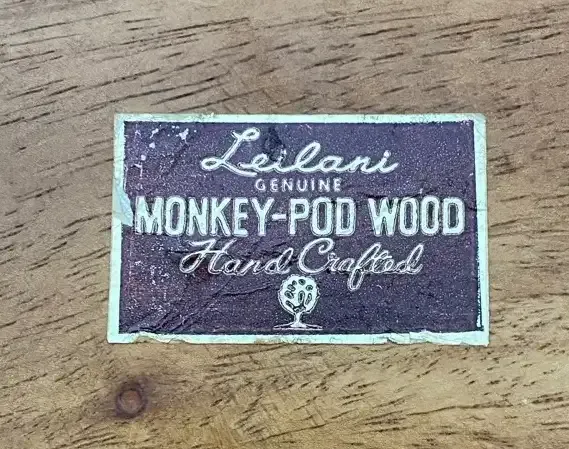 Leilani
GENUINE
MONKEY-POD WOOD
Hand Crafted